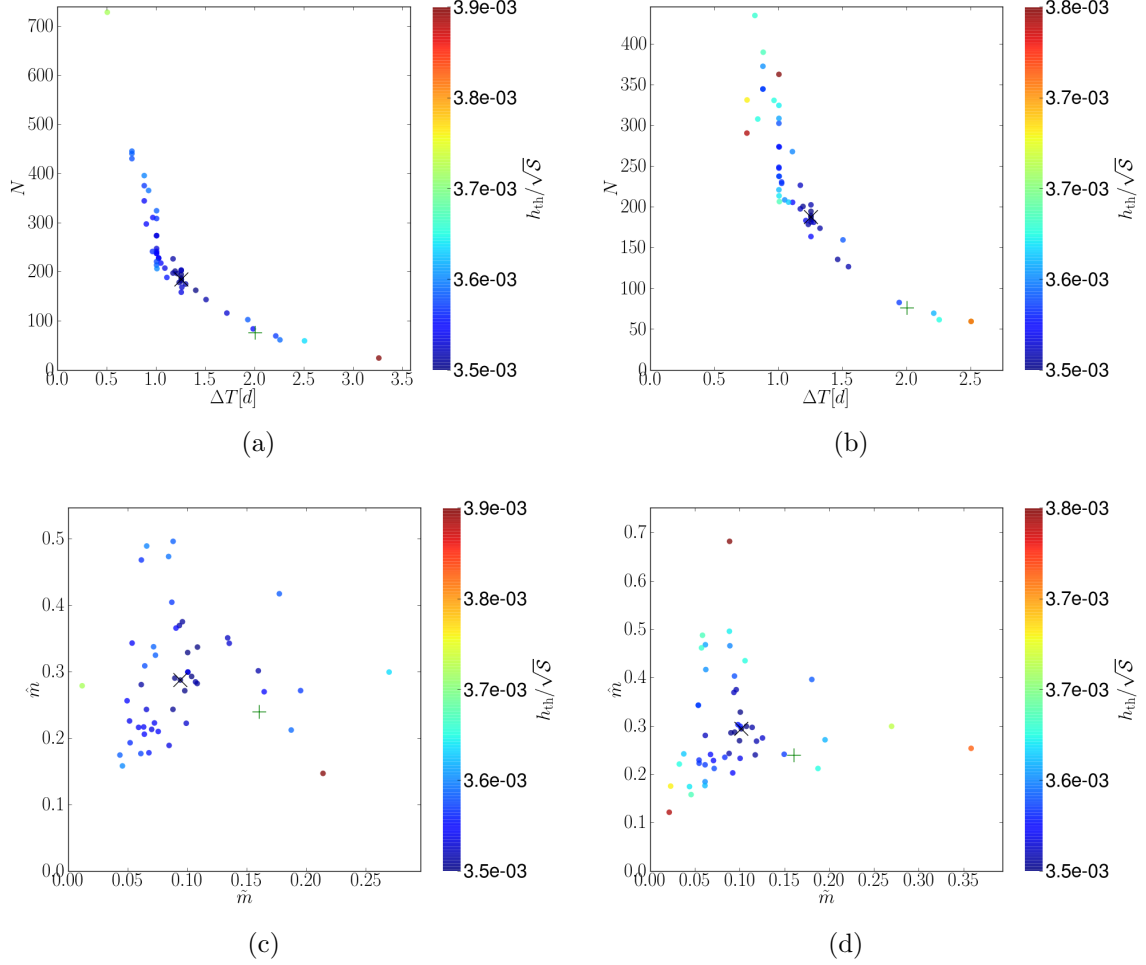 740
700
600
500
400
300
200
100
0
N
0.0 0.5 1.0 1.5 2.0 2.5 3.0 3.5
ΔT[d]
3.9e-03
3.8e-03
3.7e-03
3.6e-03
3.5e-03
h_th/√S
(a)
450
400
350
300
250
200
150
100
50
0
N
0.0 0.5 1.0 1.5 2.0 2.5
ΔT[d]
3.8e-03
3.7e-03
3.7e-03
3.6e-03
3.5e-03
h_th/√S
(b)
0.5
0.4
0.3
0.2
0.1
0.0
m̂
0.00 0.05 0.10 0.15 0.20 0.25
m̃
3.9e-03
3.8e-03
3.7e-03
3.6e-03
3.5e-03
h_th/√S
(c)
0.7
0.6
0.5
0.4
0.3
0.2
0.1
0.0
m̂
0.00 0.05 0.10 0.15 0.20 0.25 0.30 0.35
m̃
3.8e-03
3.7e-03
3.7e-03
3.6e-03
3.5e-03
h_th/√S
(d)